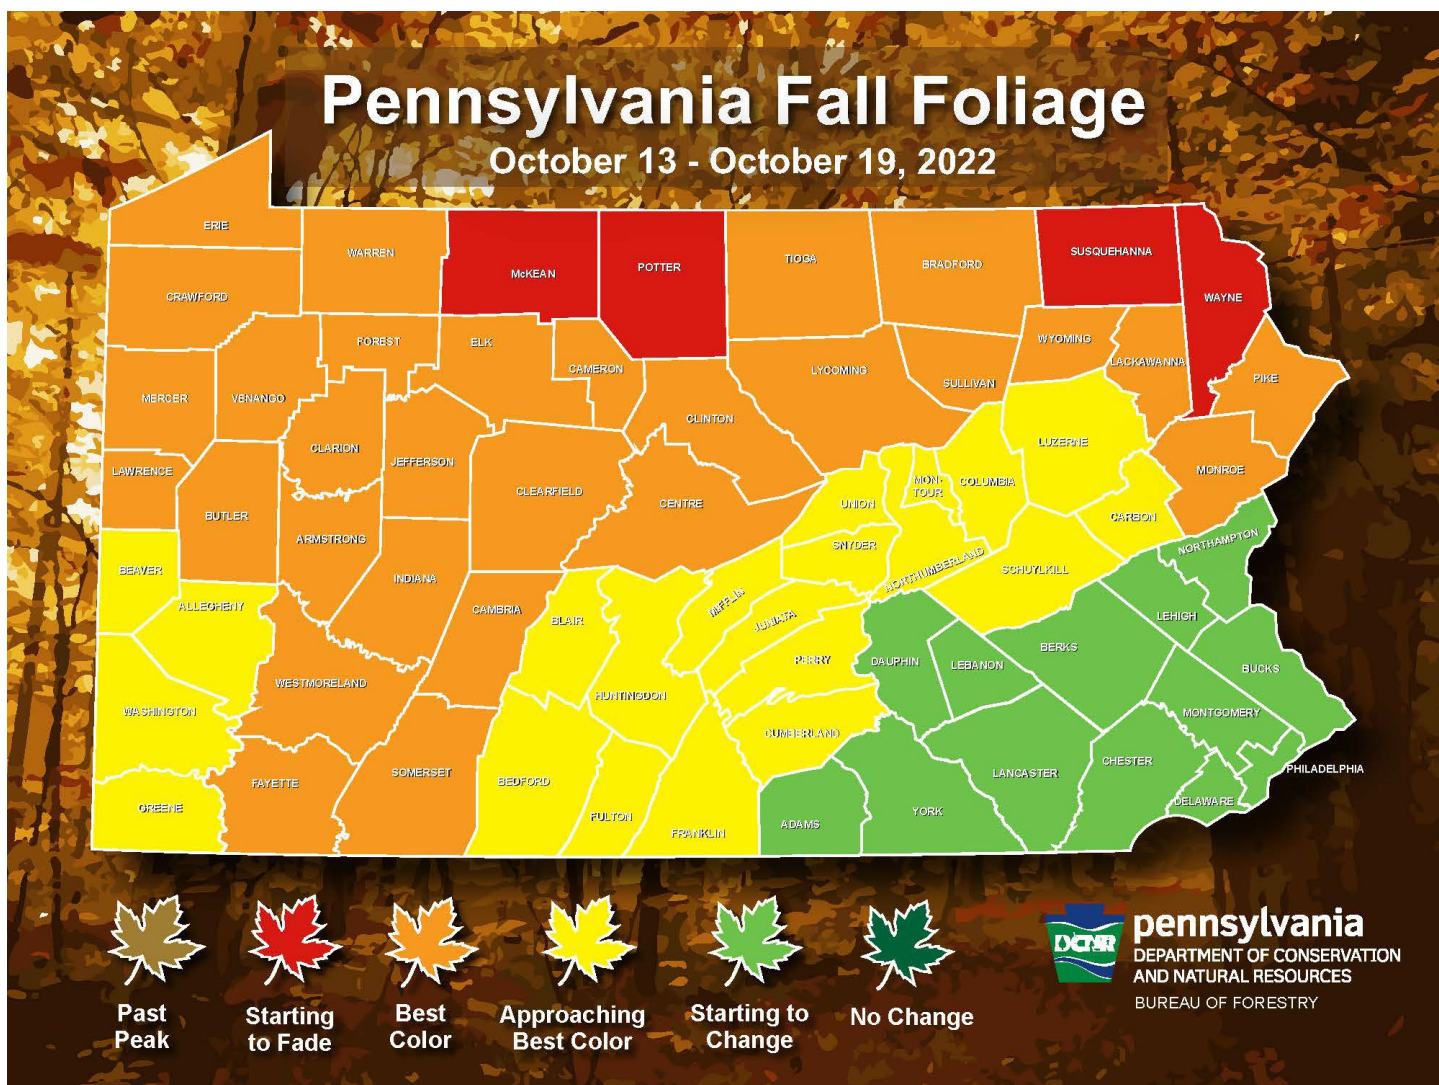 Pennsylvania Fall Foliage
October 13 - October 19, 2022
ERIE
WARREN
McKEAN
POTTER
TIOGA
BRADFORD
SUSQUEHANNA
WAYNE
CRAWFORD
FOREST
ELK
CAMERON
LYCOMING
SULLIVAN
WYOMING
LACKAWANNA
PIKE
MERCER
VENANGO
CLARION
JEFFERSON
CLINTON
LUZERNE
MONROE
LAWRENCE
BUTLER
ARMSTRONG
CLEARFIELD
CENTRE
UNION
MON-
TOUR
COLUMBIA
CARBON
BEAVER
ALLEGHENY
INDIANA
CAMBRIA
BLAIR
MIFFLIN
SNYDER
JUNIATA
NORTHUMBERLAND
SCHUYLKILL
NORTHAMPTON
LEHIGH
WASHINGTON
WESTMORELAND
HUNTINGDON
PERRY
DAUPHIN
LEBANON
BERKS
BUCKS
MONTGOMERY
GREENE
FAYETTE
SOMERSET
BEDFORD
FULTON
FRANKLIN
CUMBERLAND
ADAMS
YORK
LANCASTER
CHESTER
DELAWARE
PHILADELPHIA
Past
Peak
Starting
to Fade
Best
Color
Approaching
Best Color
Starting to
Change
No Change
DCNR
pennsylvania
DEPARTMENT OF CONSERVATION
AND NATURAL RESOURCES
BUREAU OF FORESTRY